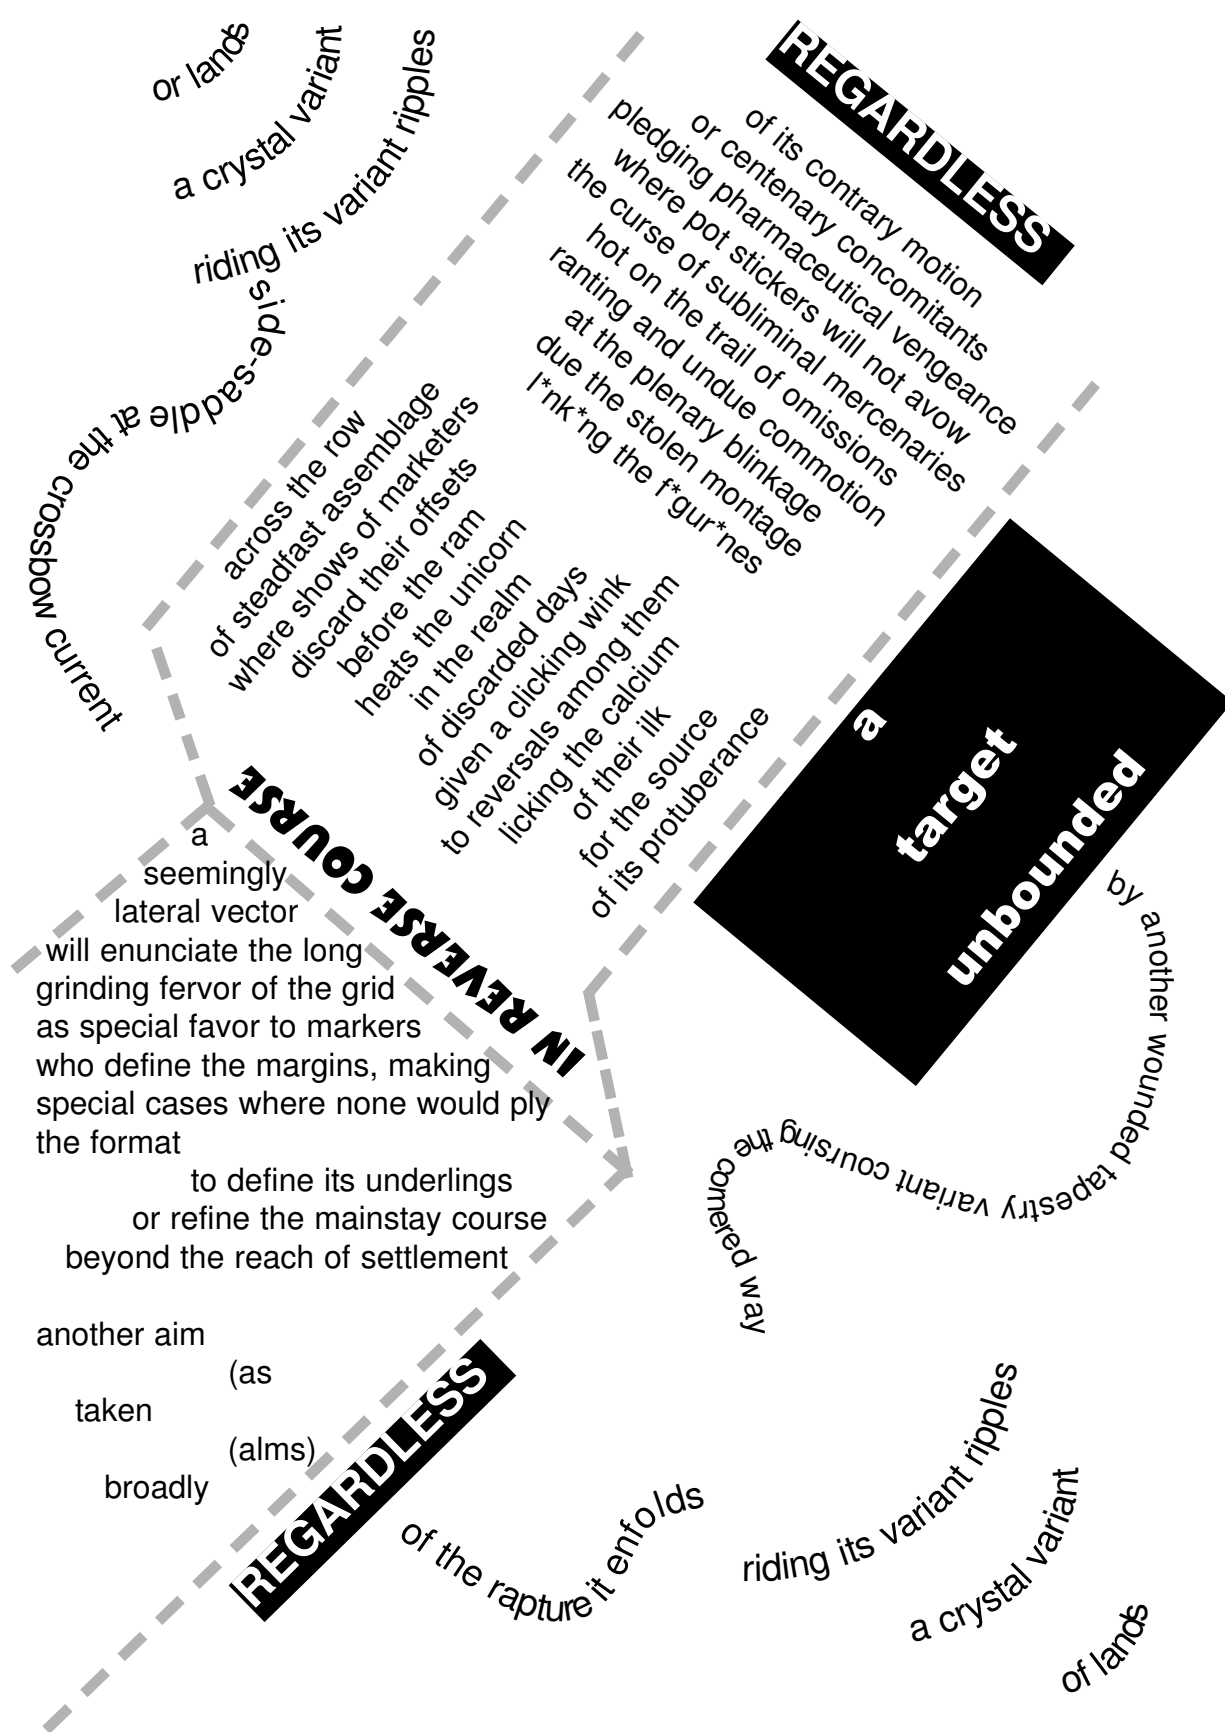 or lands
a crystal variant
riding its variant ripples
side-saddle at the crossbow current
REGARDLESS
of its contrary motion
or centenary concomitants
pledging pharmaceutical vengeance
where pot stickers will not avow
the curse of subliminal mercenaries
hot on the trail of omissions
ranting and undue commotion
at the plenary blinkage
due the stolen montage
l*nk*ng the f*gur*nes
across the row
of steadfast assemblage
where shows of marketers
discard their offsets
before the ram
heats the unicorn
in the realm
of discarded days
given a clicking wink
to reversals among them
licking the calcium
of their ilk
for the source
of its protuberance
a
target
unbounded
by another wounded tapestry variant coursing the cornered way
IN REVERSE COURSE
a
seemingly
lateral vector
will enunciate the long
grinding fervor of the grid
as special favor to markers
who define the margins, making
special cases where none would ply
the format
to define its underlings
or refine the mainstay course
beyond the reach of settlement
another aim
(as
taken
(alms)
broadly
REGARDLESS
of the rapture it enfolds
riding its variant ripples
a crystal variant
of lands